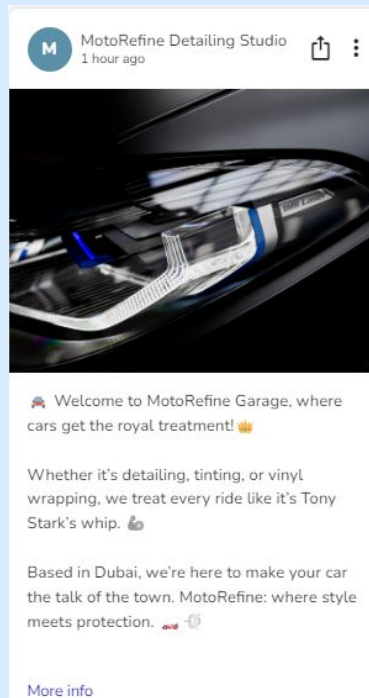 M
MotoRefine Detailing Studio
1 hour ago
🚘 Welcome to MotoRefine Garage, where
cars get the royal treatment! 👑
Whether it's detailing, tinting, or vinyl
wrapping, we treat every ride like it's Tony
Stark's whip. 🦾
Based in Dubai, we're here to make your car
the talk of the town. MotoRefine: where style
meets protection. 🏎️ 🛞
More info